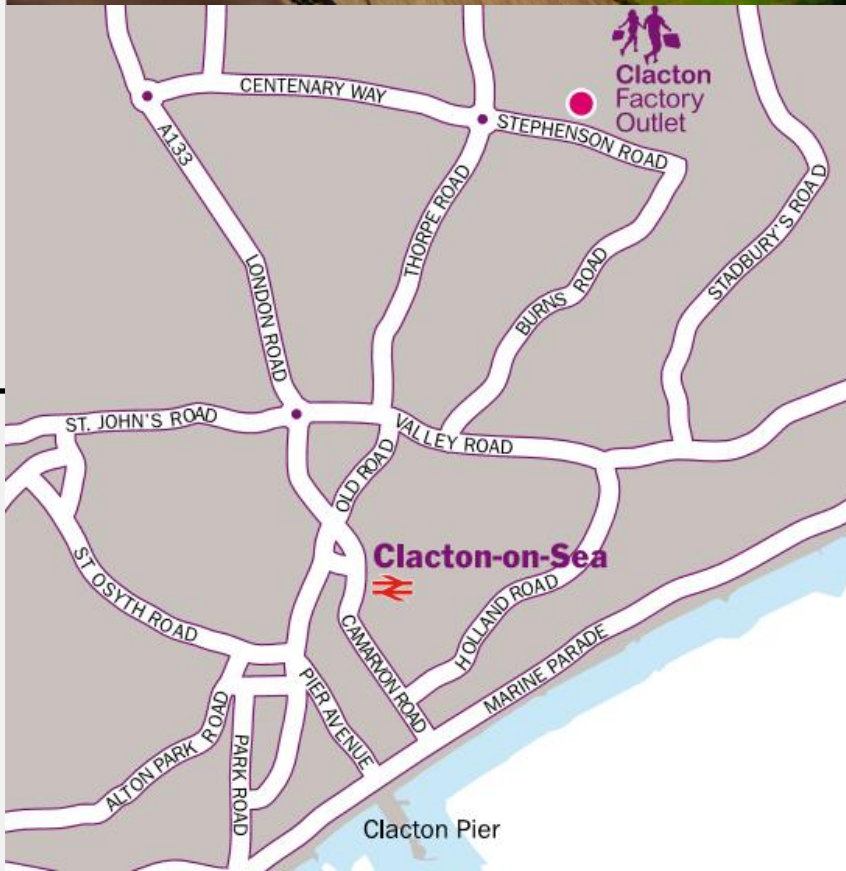 Clacton
Factory
Outlet
CENTENARY WAY
STEPHENSON ROAD
A133
THORPE ROAD
STADBURY'S ROAD
LONDON ROAD
BURNS ROAD
ST. JOHN'S ROAD
VALLEY ROAD
OLD ROAD
Clacton-on-Sea
ST OSYTH ROAD
HOLLAND ROAD
CAMARVON ROAD
MARINE PARADE
PIER AVENUE
ALTON PARK ROAD
PARK ROAD
Clacton Pier